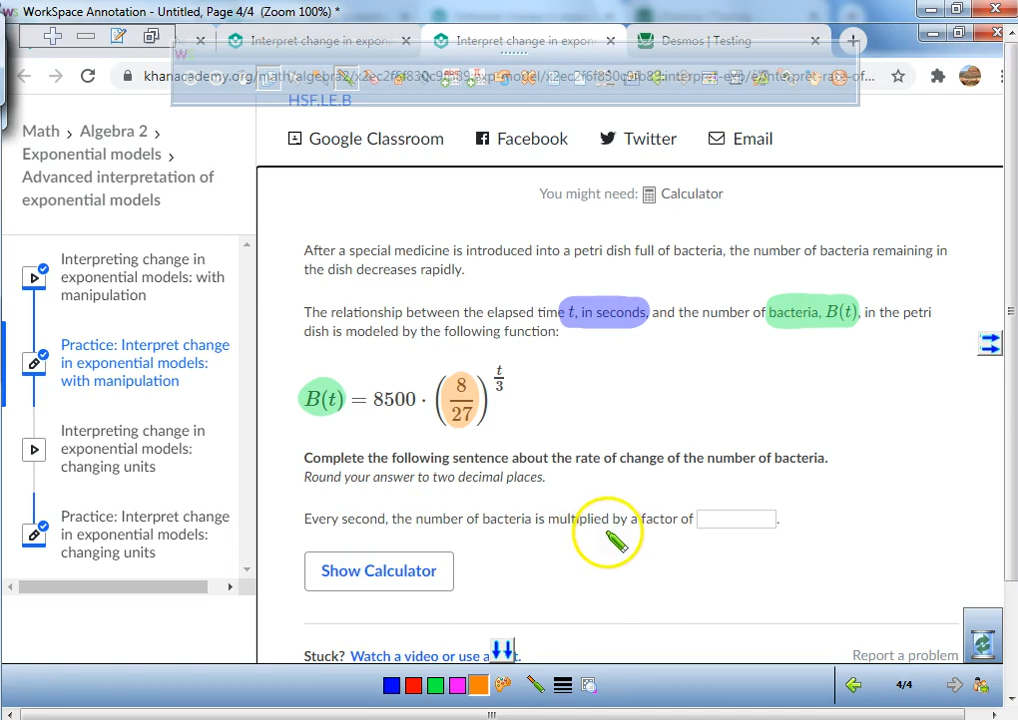 WorkSpace Annotation - Untitled, Page 4/4 (Zoom 100%) *
Interpret change in expon
Interpret change in expon
Desmos | Testing
HSF.LE.B
Math > Algebra 2 >
Exponential models >
Advanced interpretation of
exponential models
Google Classroom
Facebook
Twitter
Email
You might need: Calculator
Interpreting change in
exponential models: with
manipulation
Practice: Interpret change
in exponential models:
with manipulation
Interpreting change in
exponential models:
changing units
Practice: Interpret change
in exponential models:
changing units
After a special medicine is introduced into a petri dish full of bacteria, the number of bacteria remaining in
the dish decreases rapidly.
The relationship between the elapsed time t, in seconds, and the number of bacteria, B(t), in the petri
dish is modeled by the following function:
B(t) = 8500 · (8/27)^(t/3)
Complete the following sentence about the rate of change of the number of bacteria.
Round your answer to two decimal places.
Every second, the number of bacteria is multiplied by a factor of .
Show Calculator
Stuck? Watch a video or use a t.
Report a problem
4/4